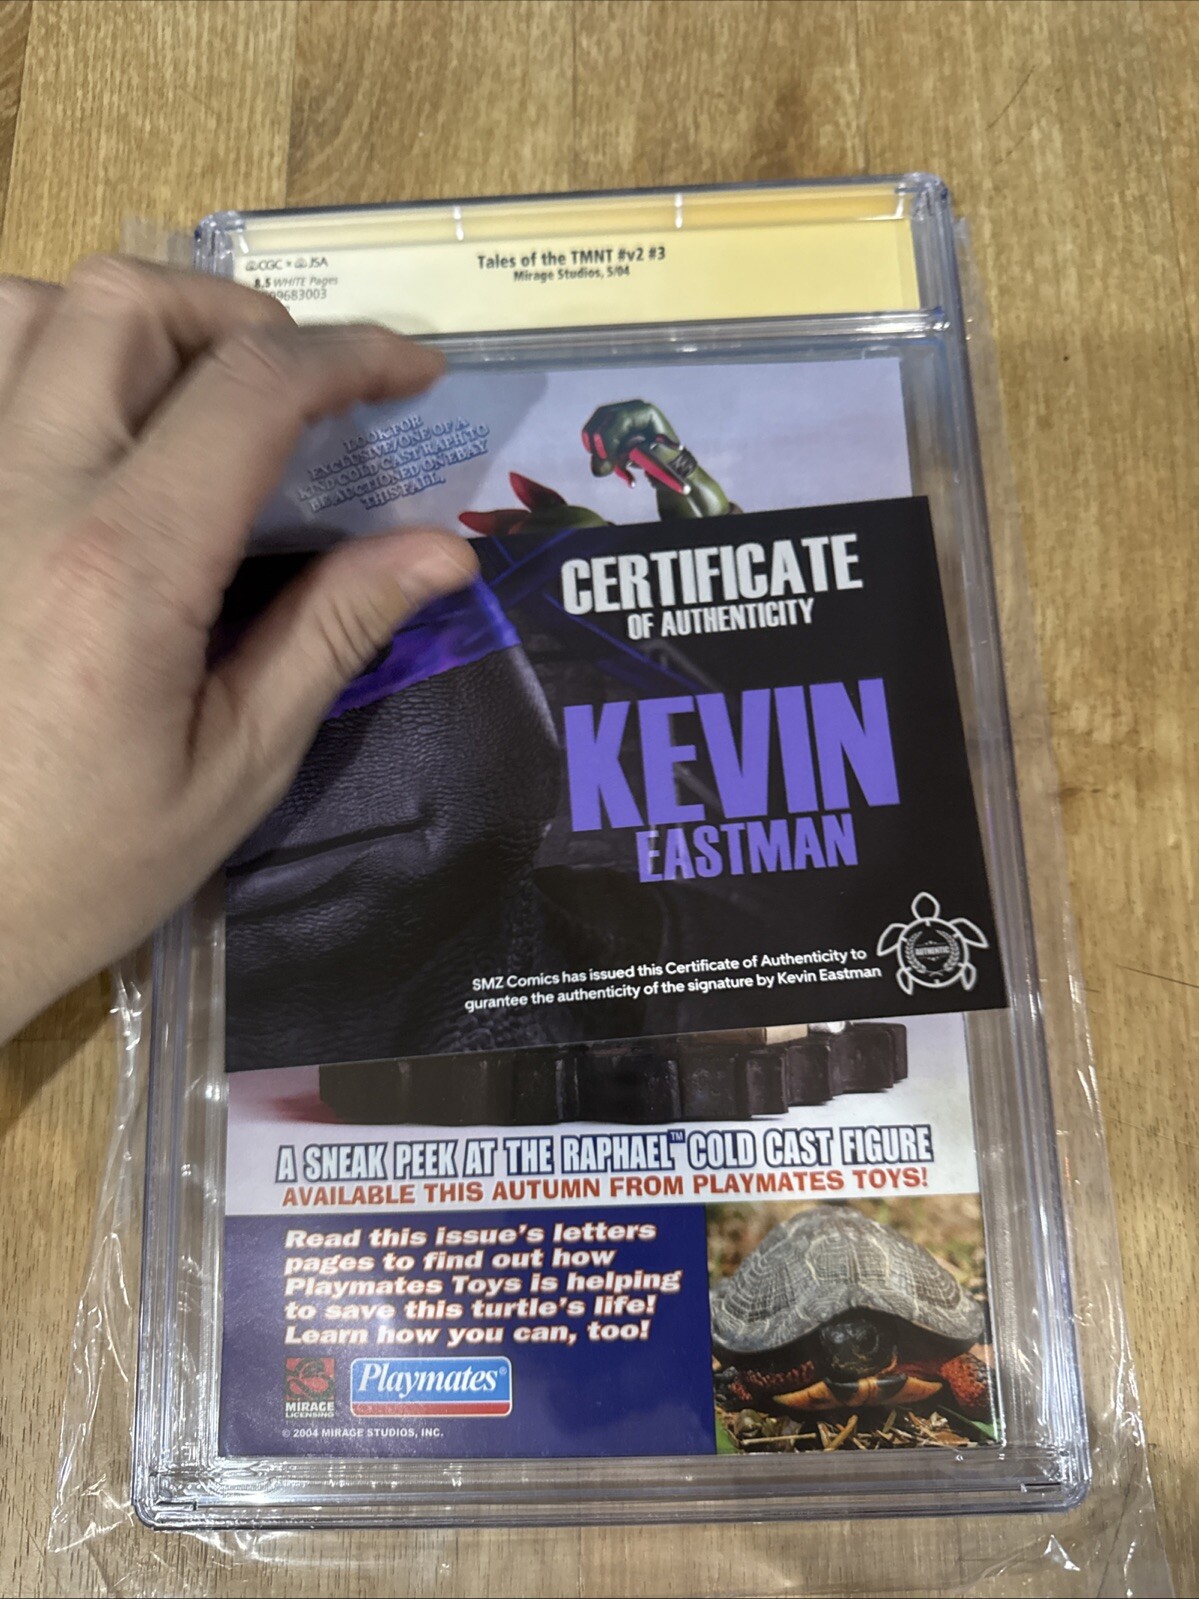 CGC × JSA
Tales of the TMNT #v2 #3
Mirage Studios, 5/04
8.5 WHITE Pages
99683003
LOOK FOR
EXCLUSIVE/ONE OF A
KIND COLD CAST RAPH TO
BE AUCTIONED ON EBAY
THIS FALL,
CERTIFICATE
OF AUTHENTICITY
KEVIN
EASTMAN
AUTHENTIC
SMZ Comics has issued this Certificate of Authenticity to
gurantee the authenticity of the signature by Kevin Eastman
A SNEAK PEEK AT THE RAPHAEL™ COLD CAST FIGURE
AVAILABLE THIS AUTUMN FROM PLAYMATES TOYS!
Read this issue's letters
pages to find out how
Playmates Toys is helping
to save this turtle's life!
Learn how you can, too!
MIRAGE
LICENSING
Playmates®
© 2004 MIRAGE STUDIOS, INC.